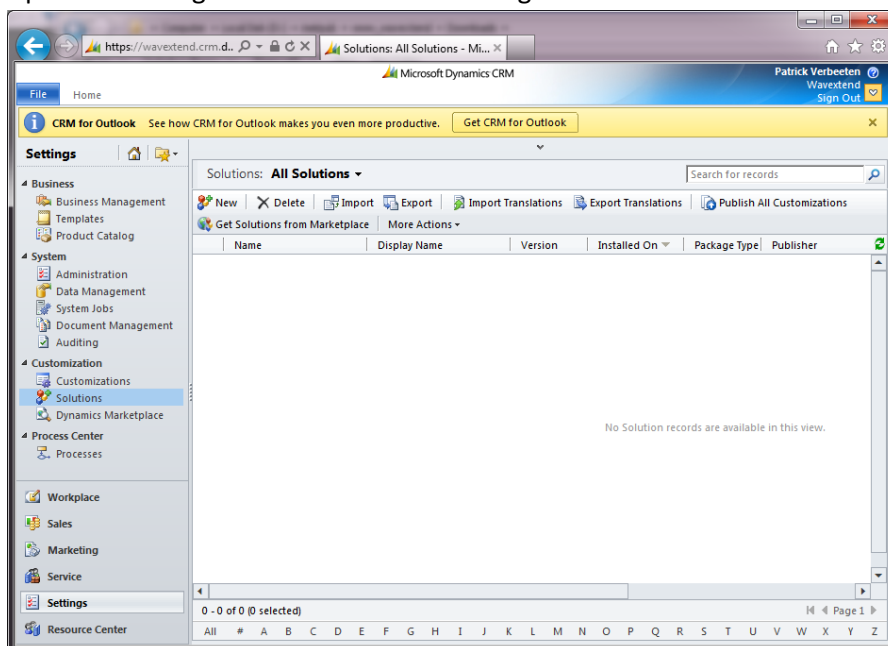 https://wavextend.crm.d..
Solutions: All Solutions - Mi...
Microsoft Dynamics CRM
Patrick Verbeeten
Wavextend
Sign Out
File Home
CRM for Outlook See how CRM for Outlook makes you even more productive. Get CRM for Outlook
Settings
Business
Business Management
Templates
Product Catalog
System
Administration
Data Management
System Jobs
Document Management
Auditing
Customization
Customizations
Solutions
Dynamics Marketplace
Process Center
Processes
Workplace
Sales
Marketing
Service
Settings
Resource Center
Solutions: All Solutions
Search for records
New Delete Import Export Import Translations Export Translations Publish All Customizations
Get Solutions from Marketplace More Actions
Name Display Name Version Installed On Package Type Publisher
No Solution records are available in this view.
0 - 0 of 0 (0 selected) Page 1
All # A B C D E F G H I J K L M N O P Q R S T U V W X Y Z